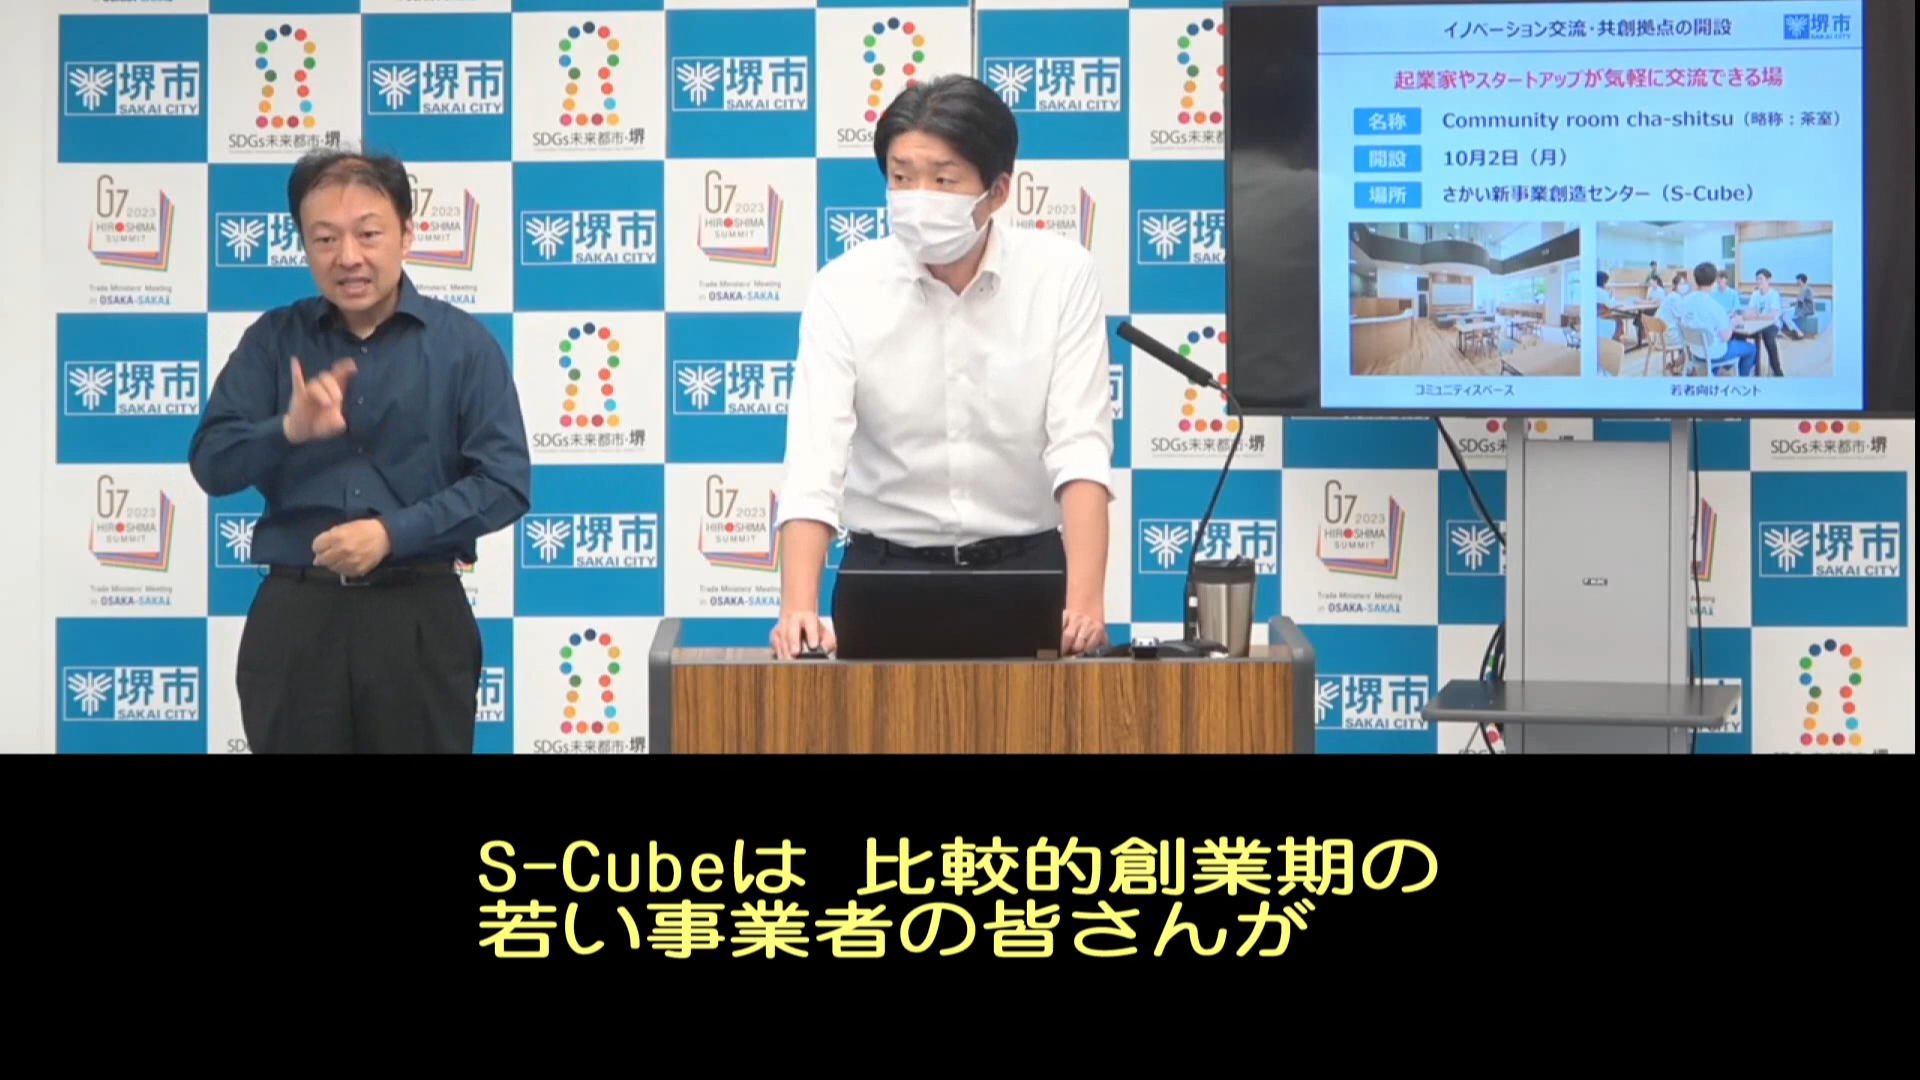 イノベーション交流・共創拠点の開設
堺市
SAKAI CITY
起業家やスタートアップが気軽に交流できる場
名称 Community room cha-shitsu（略称：茶室）
開設 10月2日（月）
場所 さかい新事業創造センター（S-Cube）
コミュニティスペース
若者向けイベント
堺市
SAKAI CITY
SDGs未来都市・堺
G7 2023
HIROSHIMA
SUMMIT
Trade Ministers' Meeting
in OSAKA-SAKAI
S-Cubeは 比較的創業期の
若い事業者の皆さんが